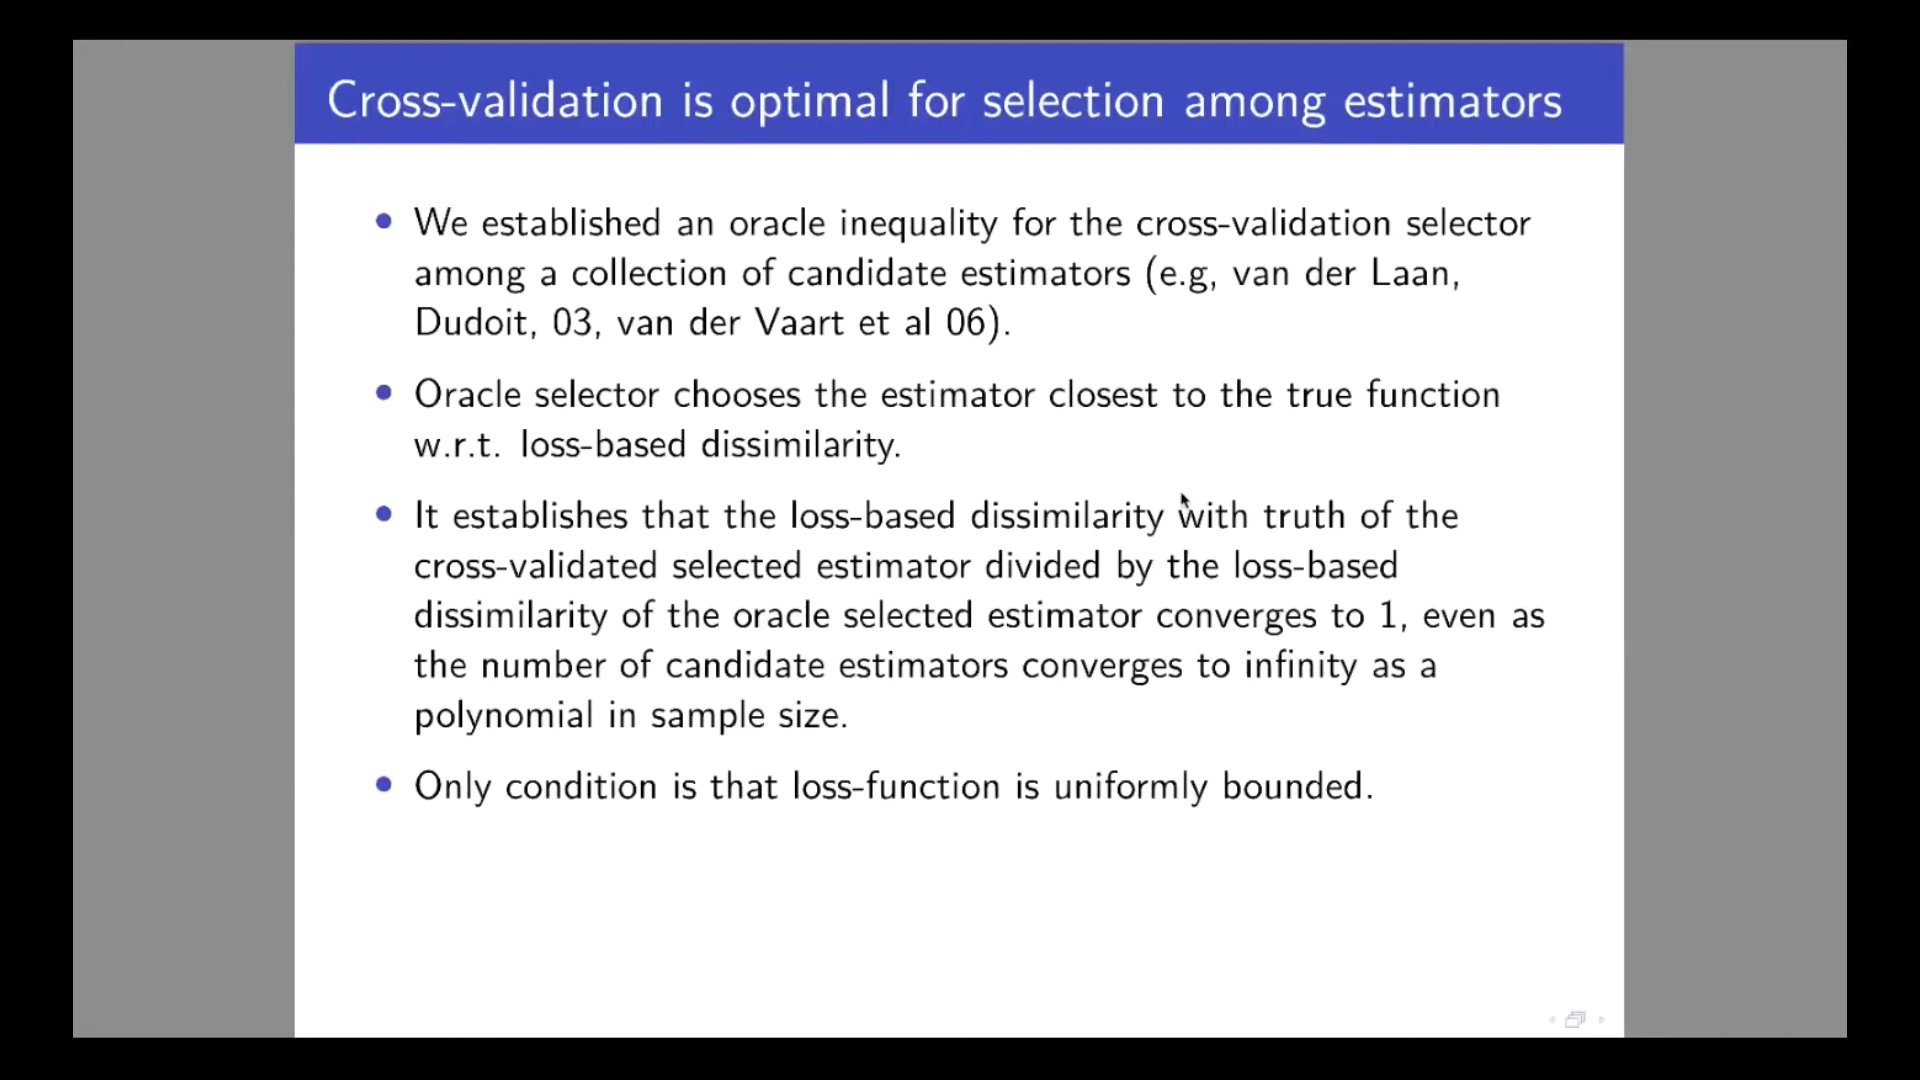 Cross-validation is optimal for selection among estimators
We established an oracle inequality for the cross-validation selector
among a collection of candidate estimators (e.g, van der Laan,
Dudoit, 03, van der Vaart et al 06).
Oracle selector chooses the estimator closest to the true function
w.r.t. loss-based dissimilarity.
It establishes that the loss-based dissimilarity with truth of the
cross-validated selected estimator divided by the loss-based
dissimilarity of the oracle selected estimator converges to 1, even as
the number of candidate estimators converges to infinity as a
polynomial in sample size.
Only condition is that loss-function is uniformly bounded.